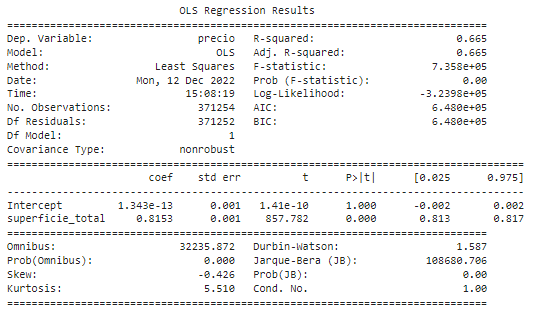 OLS Regression Results
==============================================================================
Dep. Variable:                 precio   R-squared:                       0.665
Model:                            OLS   Adj. R-squared:                  0.665
Method:                 Least Squares   F-statistic:                 7.358e+05
Date:                Mon, 12 Dec 2022   Prob (F-statistic):               0.00
Time:                        15:08:19   Log-Likelihood:            -3.2398e+05
No. Observations:              371254   AIC:                         6.480e+05
Df Residuals:                  371252   BIC:                         6.480e+05
Df Model:                           1
Covariance Type:            nonrobust
====================================================================================
                       coef    std err          t      P>|t|      [0.025      0.975]
------------------------------------------------------------------------------------
Intercept         1.343e-13      0.001   1.41e-10      1.000      -0.002       0.002
superficie_total     0.8153      0.001    857.782      0.000       0.813       0.817
==============================================================================
Omnibus:                    32235.872   Durbin-Watson:                   1.587
Prob(Omnibus):                  0.000   Jarque-Bera (JB):           108680.706
Skew:                          -0.426   Prob(JB):                         0.00
Kurtosis:                       5.510   Cond. No.                         1.00
==============================================================================